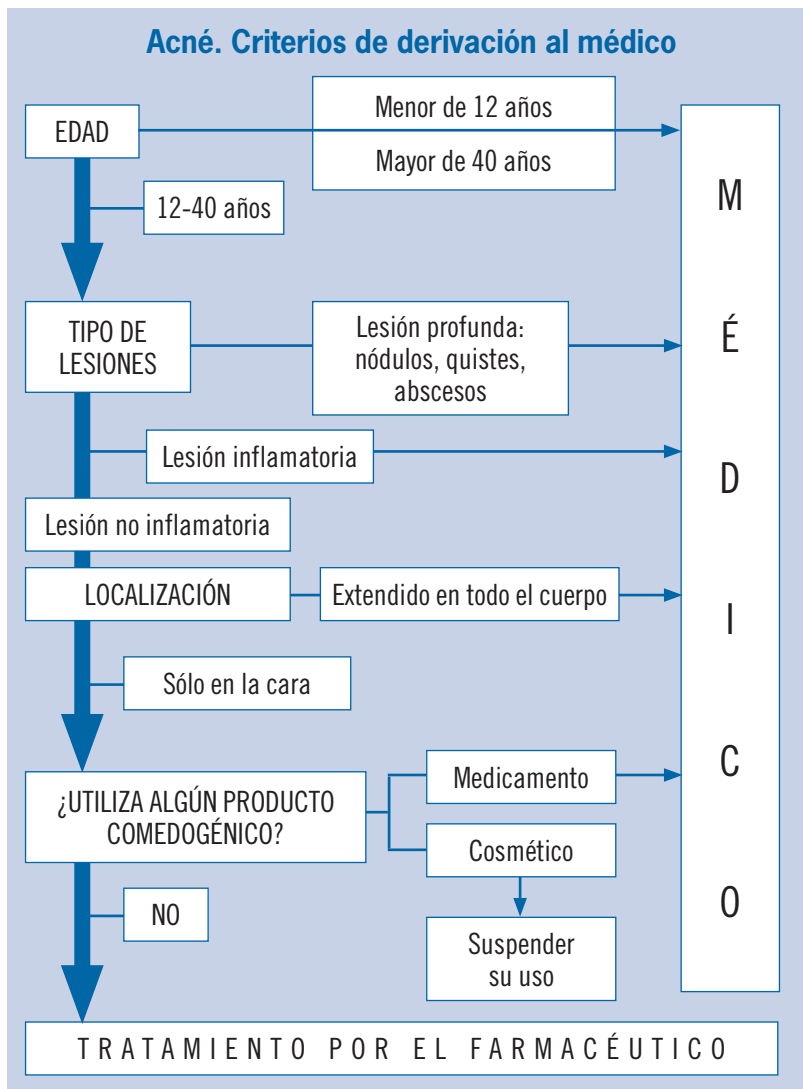 Acné. Criterios de derivación al médico
EDAD
Menor de 12 años
Mayor de 40 años
12-40 años
TIPO DE
LESIONES
Lesión profunda:
nódulos, quistes,
abscesos
Lesión inflamatoria
Lesión no inflamatoria
LOCALIZACIÓN
Extendido en todo el cuerpo
Sólo en la cara
¿UTILIZA ALGÚN PRODUCTO
COMEDOGÉNICO?
Medicamento
Cosmético
NO
Suspender
su uso
M
É
D
I
C
O
TRATAMIENTO POR EL FARMACÉUTICO